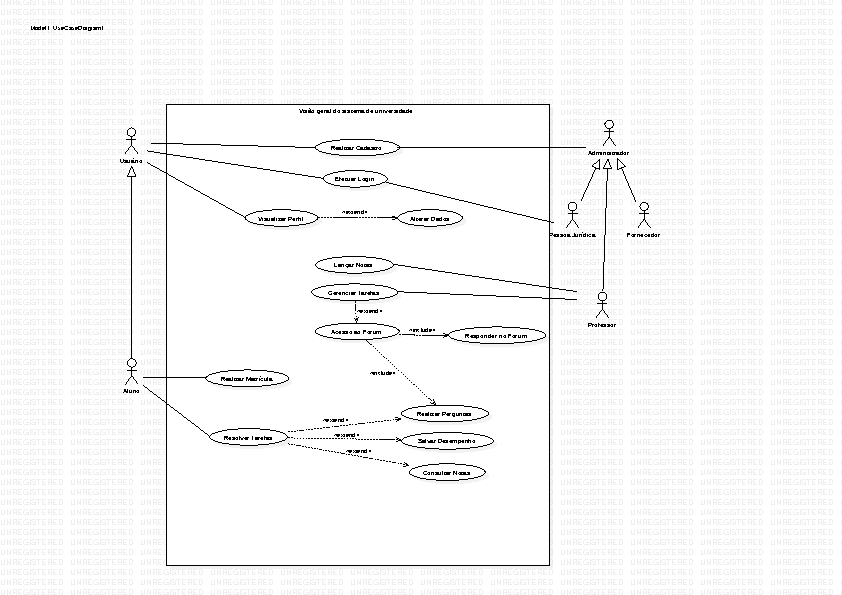 Model1::UseCaseDiagram1
Visão geral do sistema de universidade
Usuário
Realizar Cadastro
Administrador
Efetuar Login
«extend»
Visualizar Perfil
Alterar Dados
Pessoa Jurídica
Fornecedor
Lançar Notas
Gerenciar tarefas
«extend»
Professor
Acesso ao Forum
«include»
Responder no Forum
«include»
Realizar Matrícula
Aluno
Realizar Perguntas
«extend»
Resolver tarefas
«extend»
Salvar Desempenho
«extend»
Consultar Notas